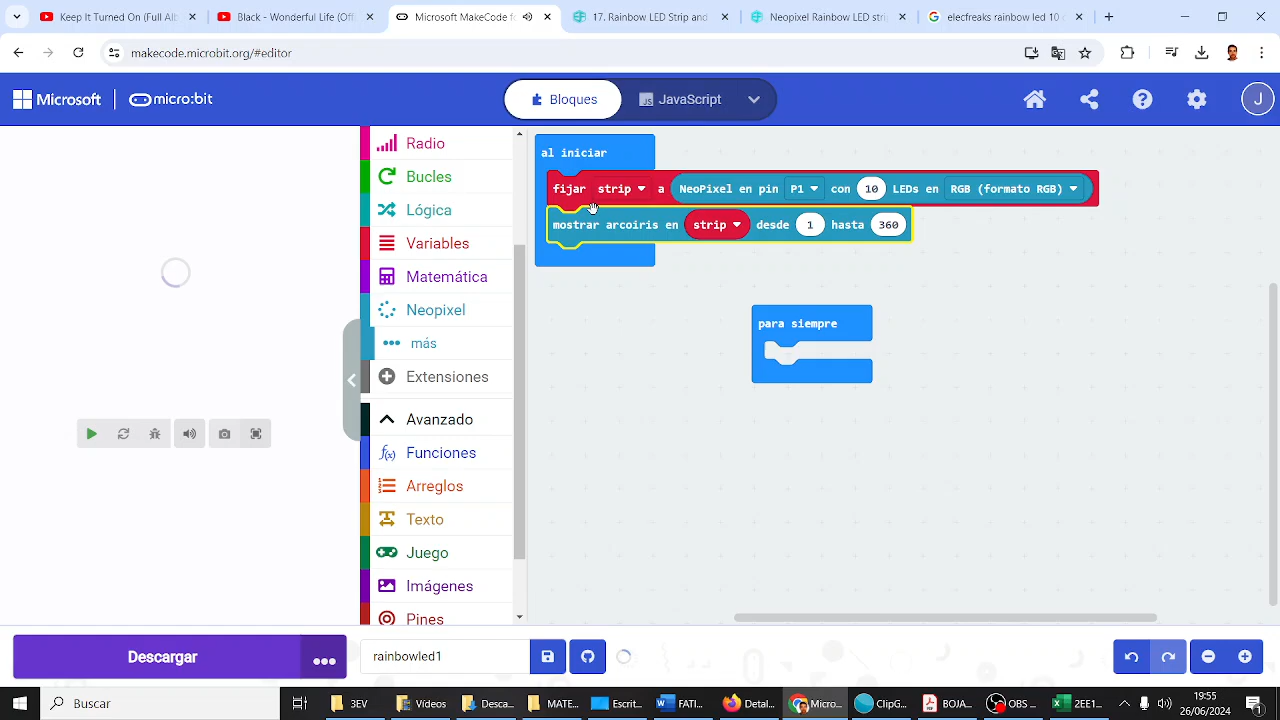 Keep It Turned On (Full Alt
Black - Wonderful Life (Off
Microsoft MakeCode f
17. Rainbow LED Strip and
Neopixel Rainbow LED strip
elecfreaks rainbow led 10
makecode.microbit.org/#editor
Microsoft | micro:bit
Bloques
JavaScript
J
Radio
Bucles
Lógica
Variables
Matemática
Neopixel
más
Extensiones
Avanzado
Funciones
Arreglos
Texto
Juego
Imágenes
Pines
al iniciar
fijar strip a NeoPixel en pin P1 con 10 LEDs en RGB (formato RGB)
mostrar arcoiris en strip desde 1 hasta 360
para siempre
Descargar
rainbowled1
Buscar
3EV
Videos
Desca...
MATE...
Escrit...
FATI...
Detal...
Micro...
ClipG...
BOJA...
OBS ...
2EE1...
19:55
26/06/2024